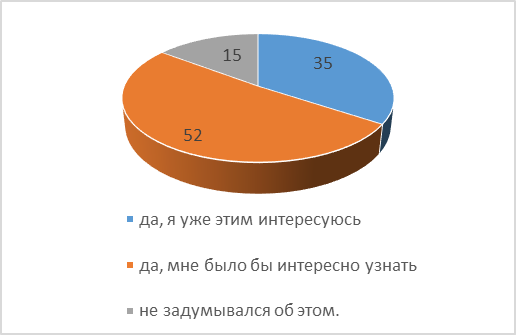 15
35
52
да, я уже этим интересуюсь
да, мне было бы интересно узнать
не задумывался об этом.